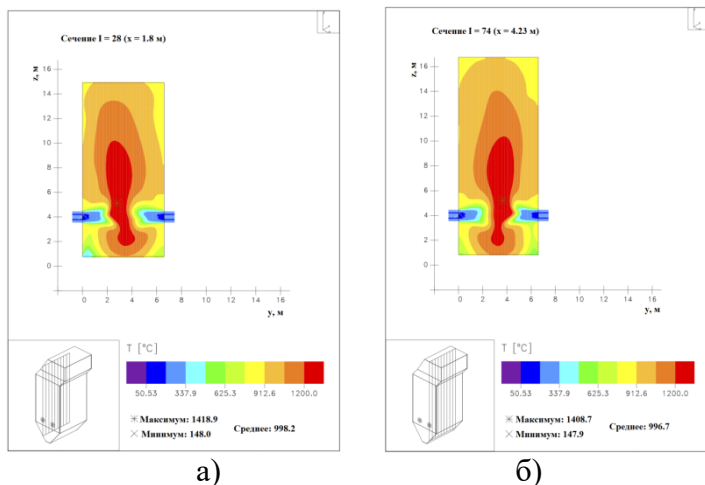 Сечение I = 28 (x = 1.8 м)
z, м
16
14
12
10
8
6
4
2
0
0 2 4 6 8 10 12 14 16
y, м
T [°C]
50.53 337.9 625.3 912.6 1200.0
Максимум: 1418.9
Минимум: 148.0
Среднее: 998.2
а)
Сечение I = 74 (x = 4.23 м)
z, м
16
14
12
10
8
6
4
2
0
0 2 4 6 8 10 12 14 16
y, м
T [°C]
50.53 337.9 625.3 912.6 1200.0
Максимум: 1408.7
Минимум: 147.9
Среднее: 996.7
б)